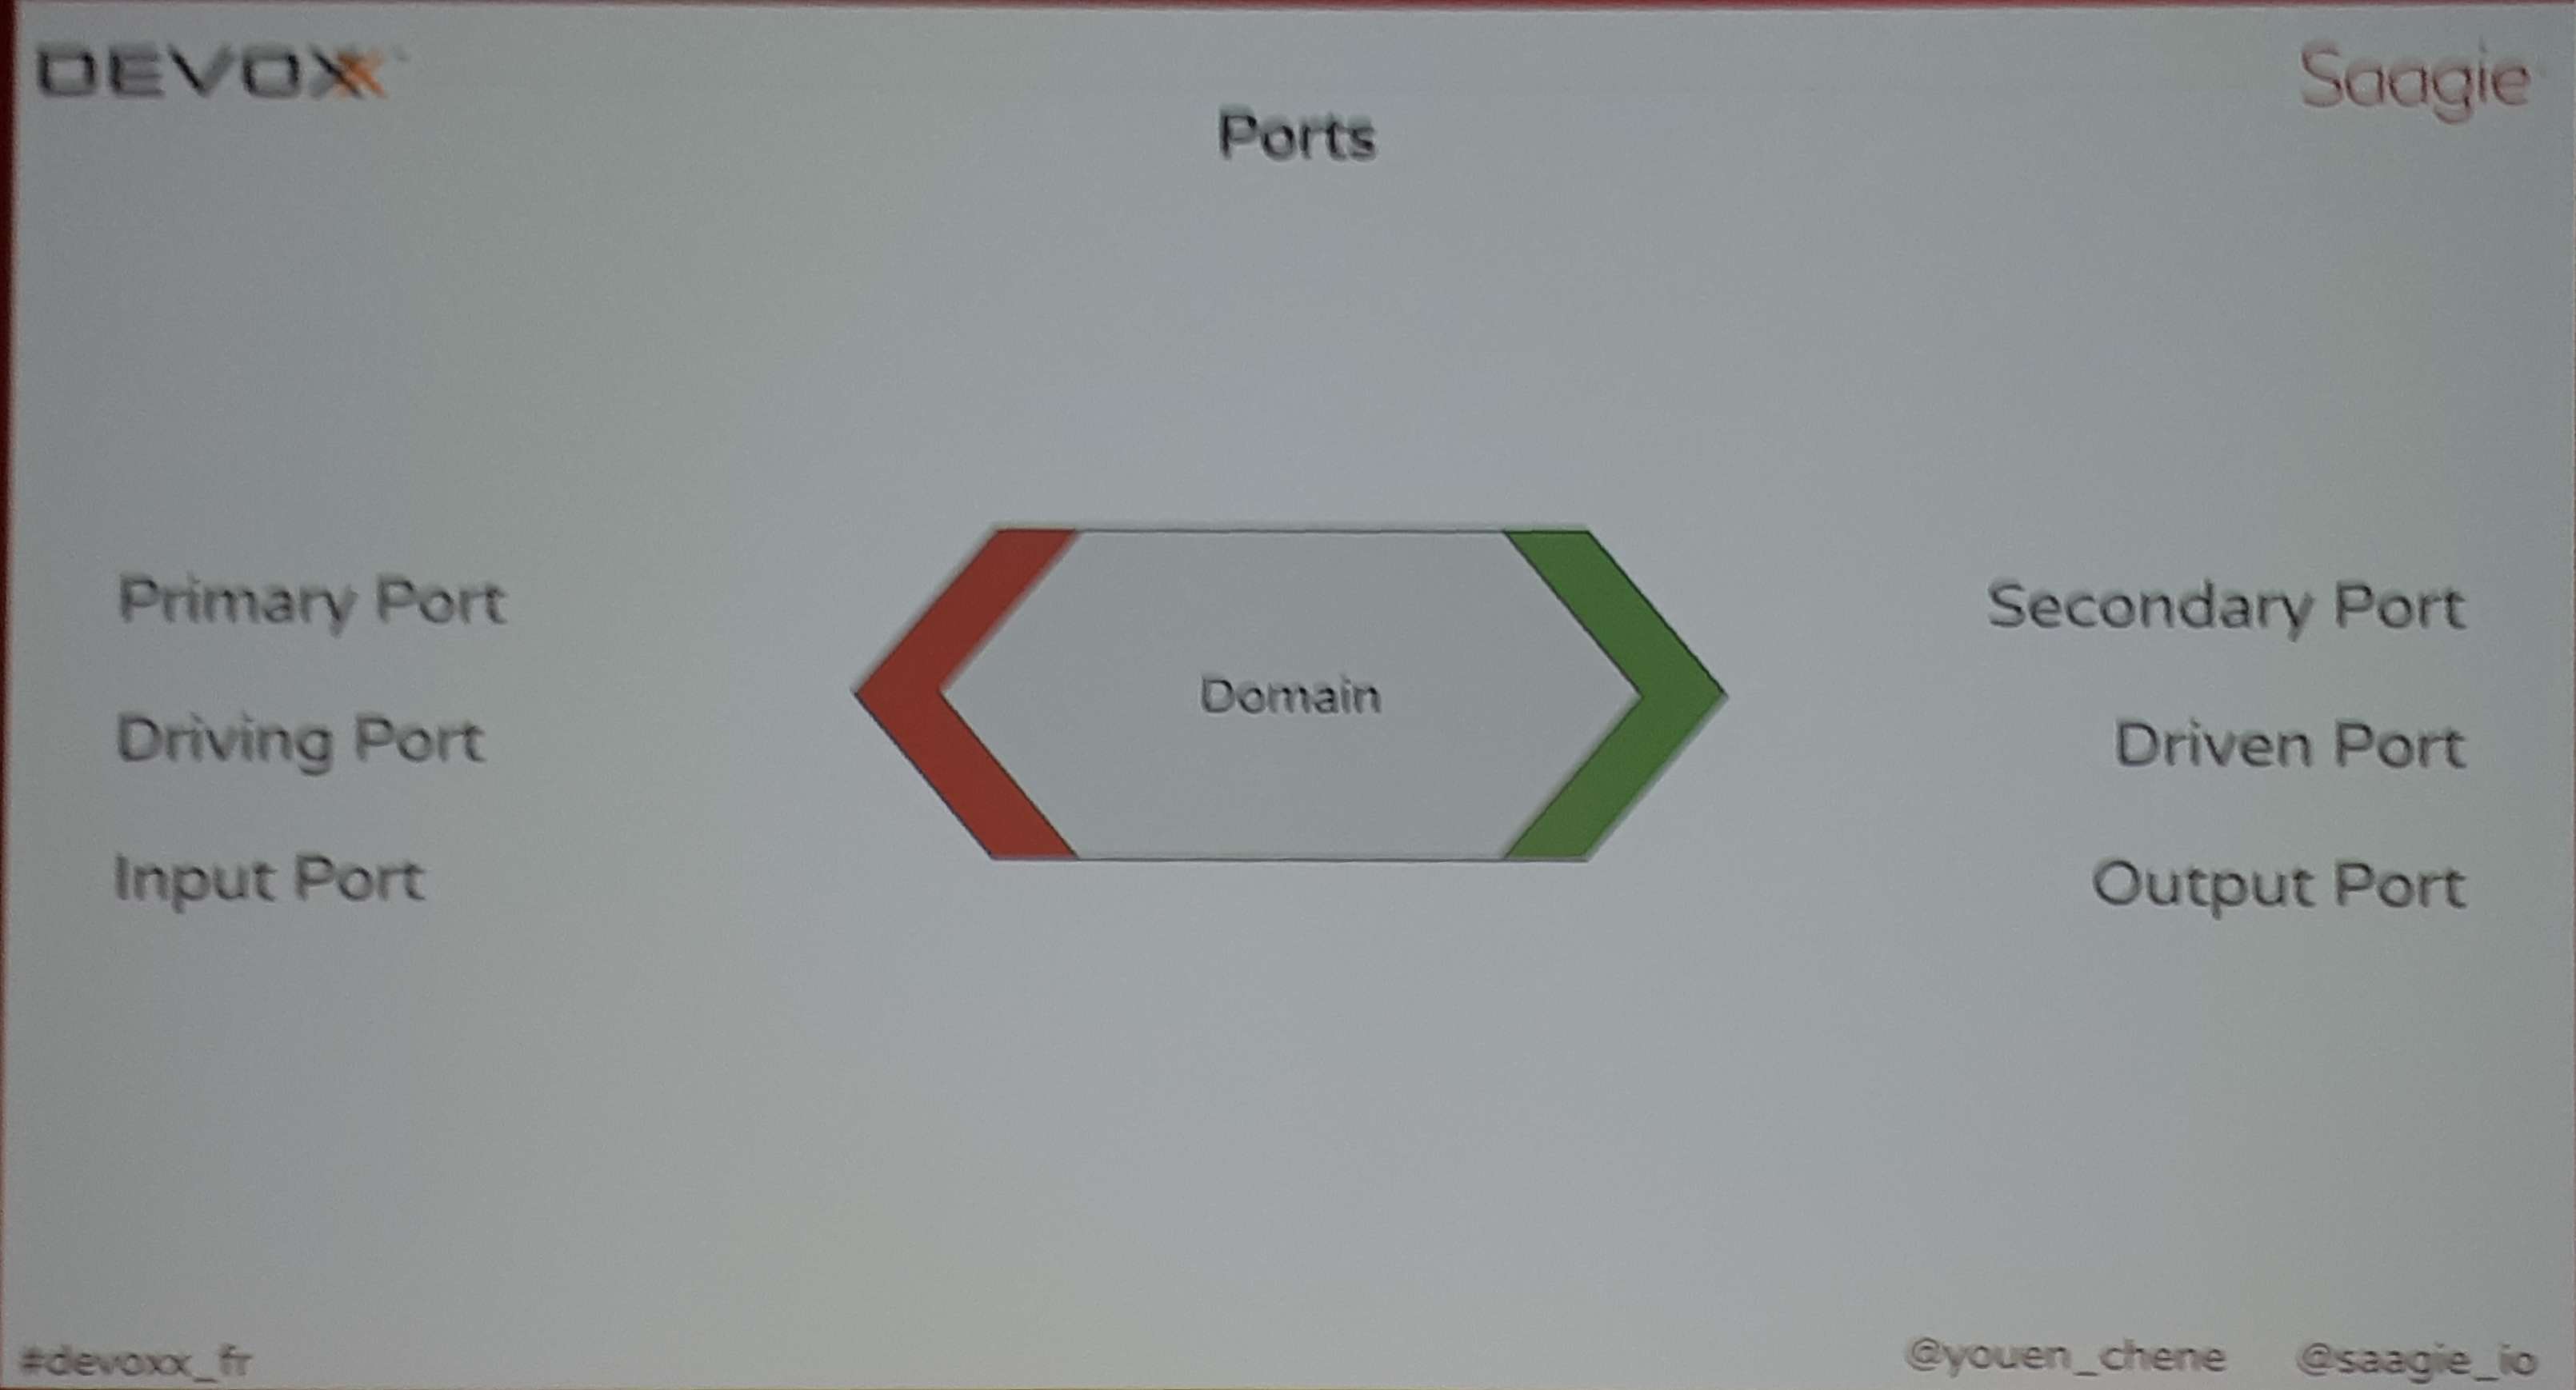 DEVOXX
Saagie
Ports
Primary Port
Driving Port
Input Port
Domain
Secondary Port
Driven Port
Output Port
#devoxx_fr
@youen_chene
@saagie_io